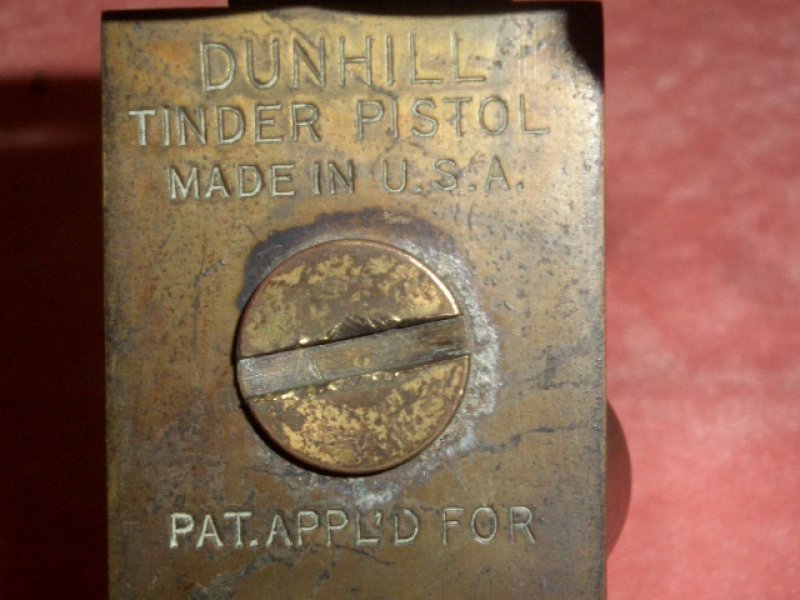 DUNHILL
TINDER PISTOL
MADE IN U.S.A.
PAT. APPL'D FOR